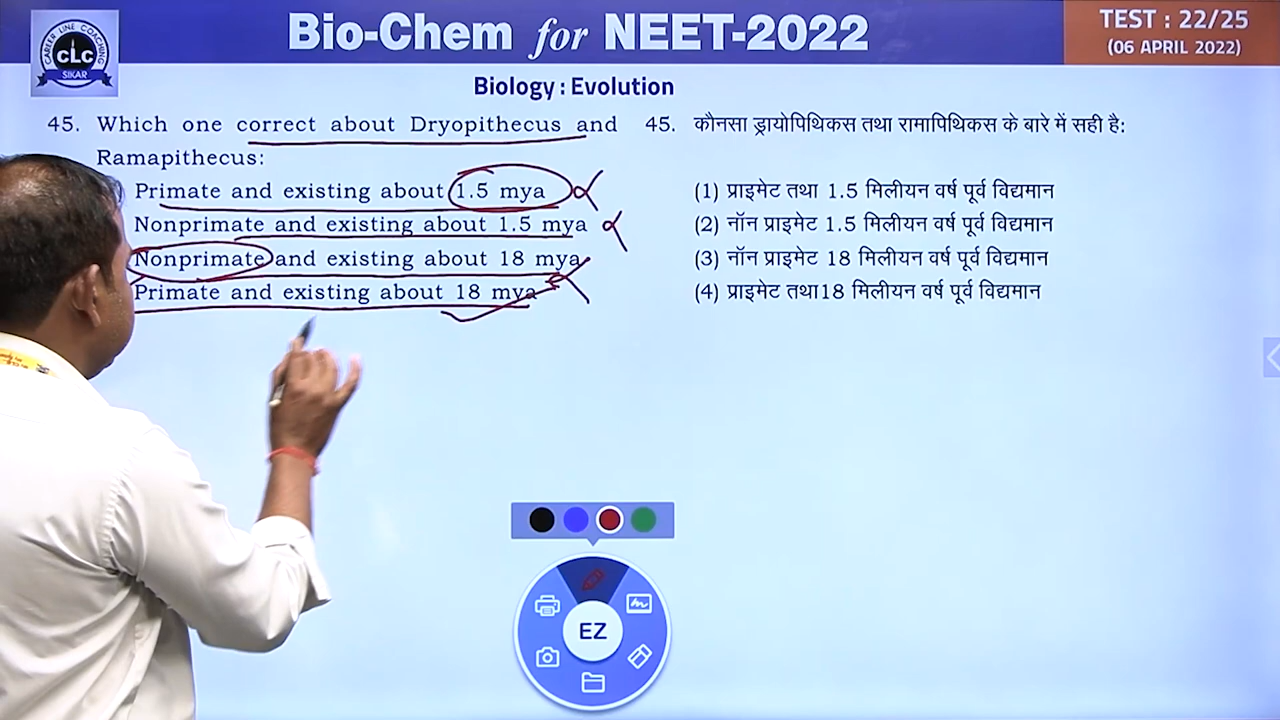 Bio-Chem for NEET-2022
TEST : 22/25
(06 APRIL 2022)
CAREER LINE COACHING
CLC
SIKAR
Biology : Evolution
45. Which one correct about Dryopithecus and
Ramapithecus:
Primate and existing about 1.5 mya
Nonprimate and existing about 1.5 mya
Nonprimate and existing about 18 mya
Primate and existing about 18 mya
45. कौनसा ड्रायोपिथिकस तथा रामापिथिकस के बारे में सही है:
(1) प्राइमेट तथा 1.5 मिलीयन वर्ष पूर्व विद्यमान
(2) नॉन प्राइमेट 1.5 मिलीयन वर्ष पूर्व विद्यमान
(3) नॉन प्राइमेट 18 मिलीयन वर्ष पूर्व विद्यमान
(4) प्राइमेट तथा18 मिलीयन वर्ष पूर्व विद्यमान
EZ